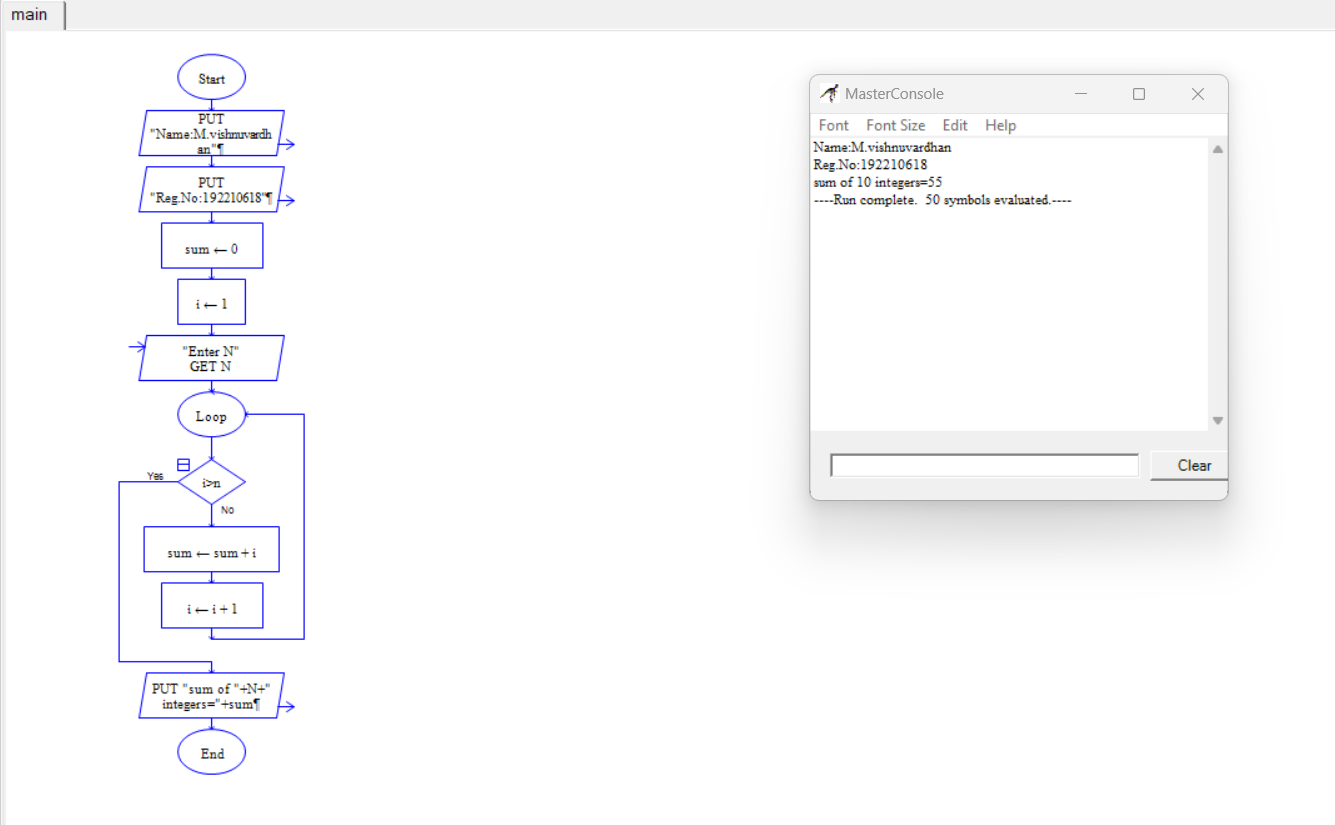 main
Start
PUT
"Name:M.vishnuvardh
an"¶
PUT
"Reg.No:192210618"¶
sum ← 0
i ← 1
"Enter N"
GET N
Loop
Yes
i>n
No
sum ← sum + i
i ← i + 1
PUT "sum of "+N+"
integers="+sum¶
End
MasterConsole
Font Font Size Edit Help
Name:M.vishnuvardhan
Reg.No:192210618
sum of 10 integers=55
----Run complete.  50 symbols evaluated.----
Clear